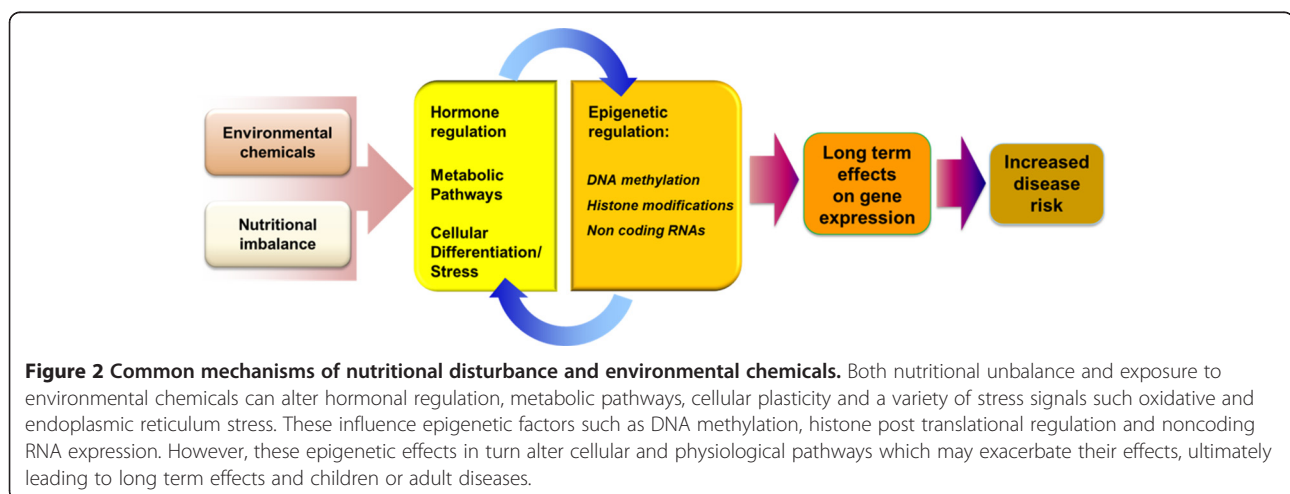 Environmental
chemicals
Nutritional
imbalance
Hormone
regulation
Metabolic
Pathways
Cellular
Differentiation/
Stress
Epigenetic
regulation:
DNA methylation
Histone modifications
Non coding RNAs
Long term
effects
on gene
expression
Increased
disease
risk
Figure 2 Common mechanisms of nutritional disturbance and environmental chemicals. Both nutritional unbalance and exposure to
environmental chemicals can alter hormonal regulation, metabolic pathways, cellular plasticity and a variety of stress signals such oxidative and
endoplasmic reticulum stress. These influence epigenetic factors such as DNA methylation, histone post translational regulation and noncoding
RNA expression. However, these epigenetic effects in turn alter cellular and physiological pathways which may exacerbate their effects, ultimately
leading to long term effects and children or adult diseases.